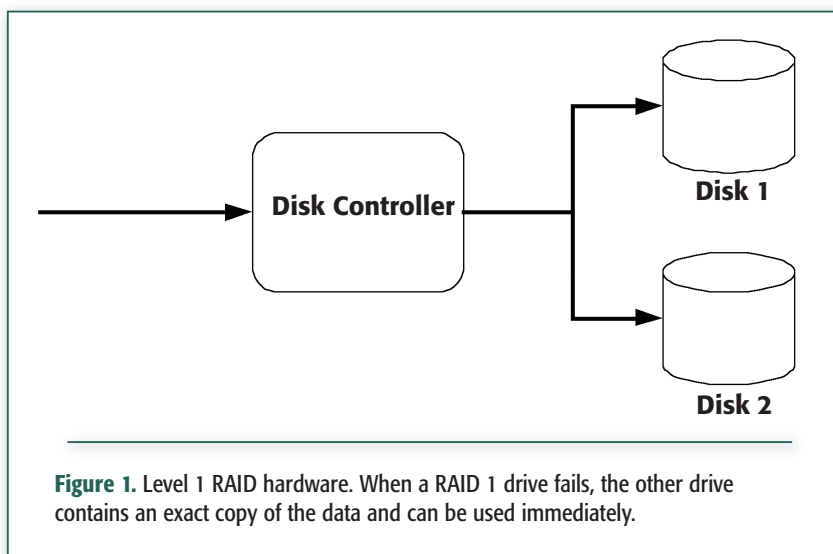 Disk Controller
Disk 1
Disk 2
Figure 1. Level 1 RAID hardware. When a RAID 1 drive fails, the other drive
contains an exact copy of the data and can be used immediately.